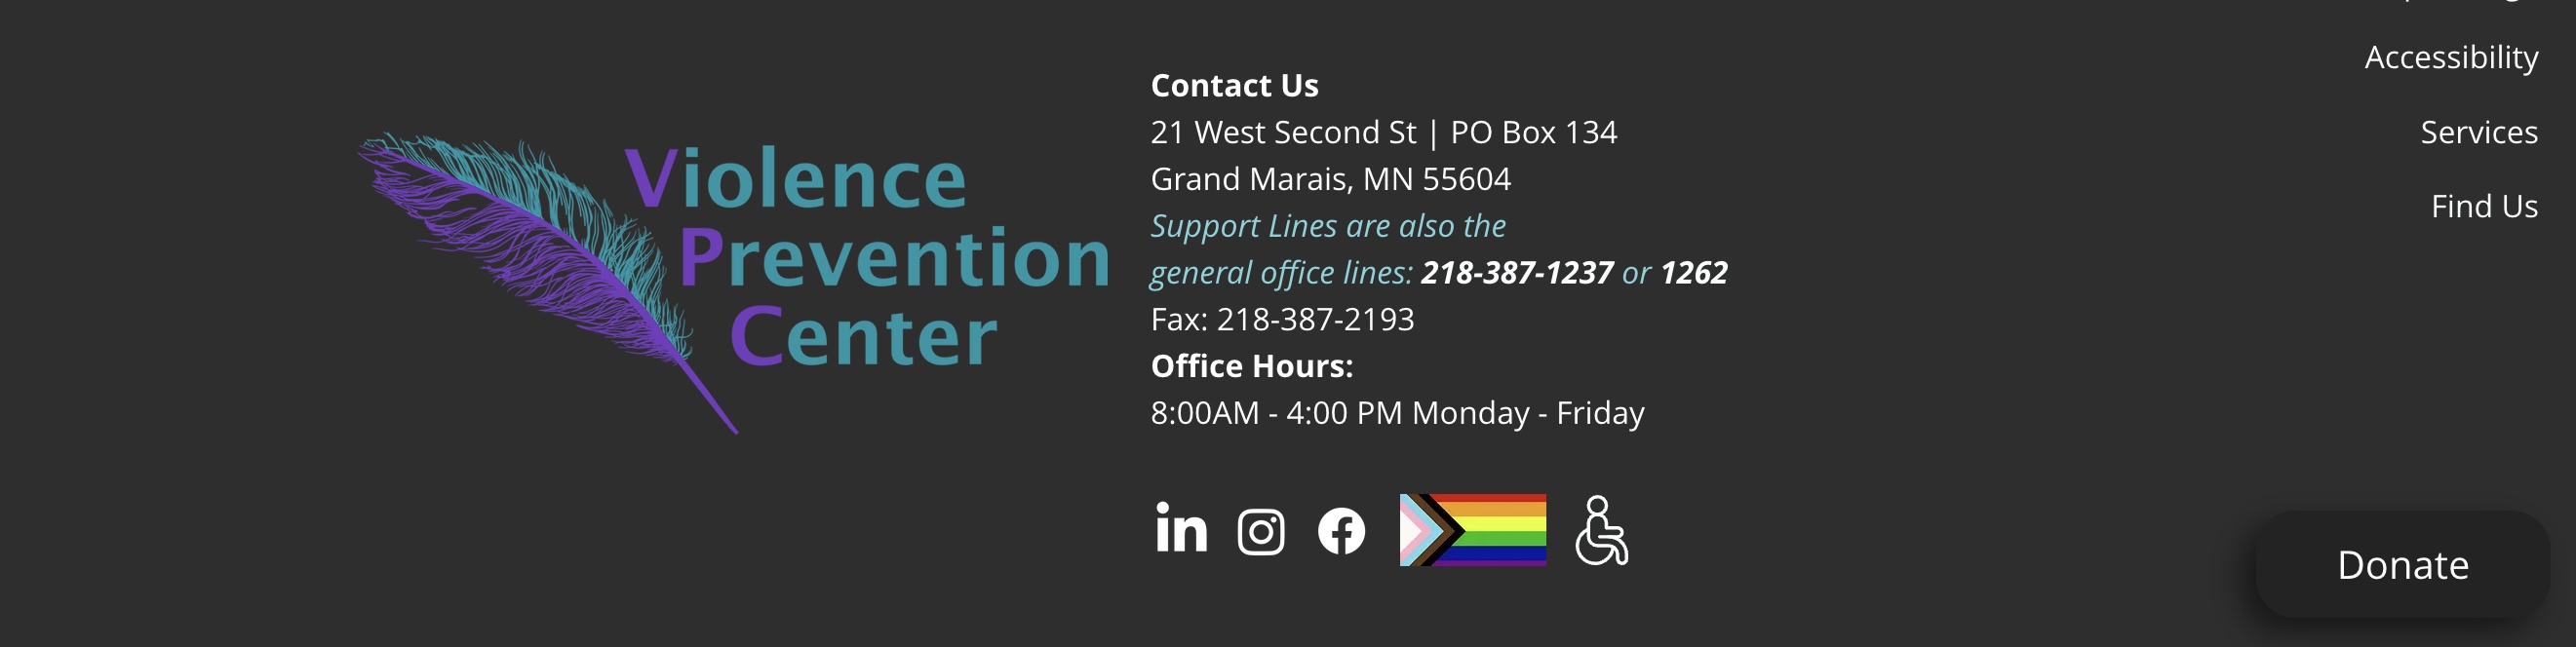 Violence
Prevention
Center
Contact Us
21 West Second St | PO Box 134
Grand Marais, MN 55604
Support Lines are also the
general office lines: 218-387-1237 or 1262
Fax: 218-387-2193
Office Hours:
8:00AM - 4:00 PM Monday - Friday
in
Accessibility
Services
Find Us
Donate